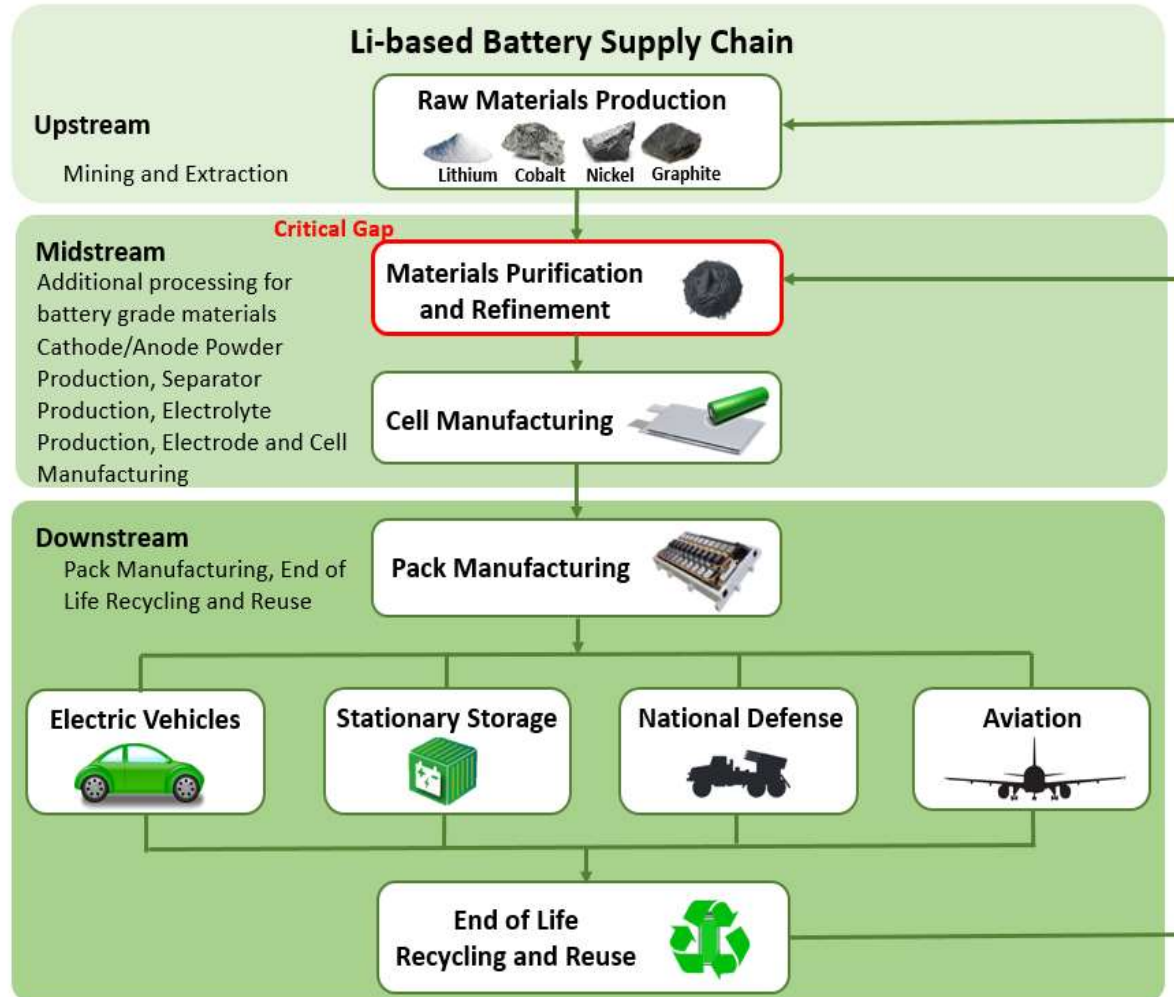 Li-based Battery Supply Chain
Raw Materials Production
Lithium Cobalt Nickel Graphite
Upstream
Mining and Extraction
Critical Gap
Midstream
Additional processing for
battery grade materials
Cathode/Anode Powder
Production, Separator
Production, Electrolyte
Production, Electrode and Cell
Manufacturing
Materials Purification
and Refinement
Cell Manufacturing
Downstream
Pack Manufacturing, End of
Life Recycling and Reuse
Pack Manufacturing
Electric Vehicles
Stationary Storage
National Defense
Aviation
End of Life
Recycling and Reuse